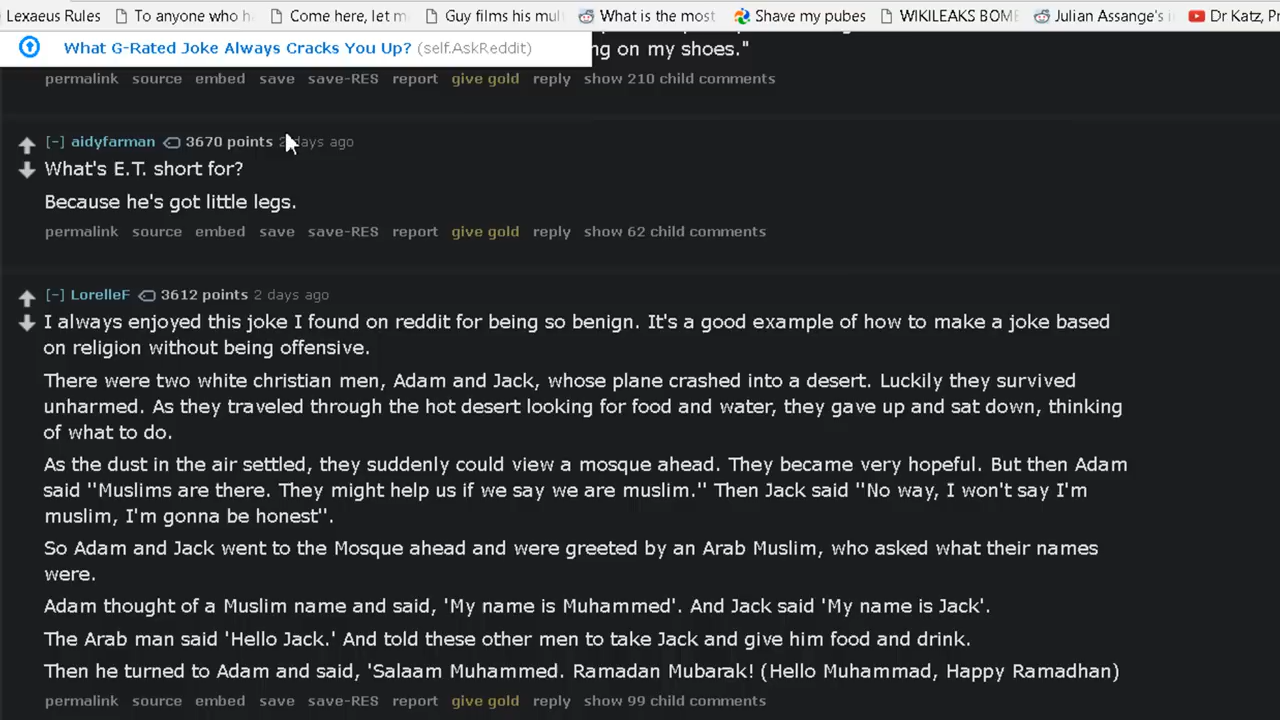 Lexaeus Rules To anyone who h Come here, let m Guy films his mul What is the most Shave my pubes WIKILEAKS BOM Julian Assange's i Dr Katz, P
What G-Rated Joke Always Cracks You Up? (self.AskReddit)
ng on my shoes."
permalink source embed save save-RES report give gold reply show 210 child comments
[-] aidyfarman 3670 points 2 days ago
What's E.T. short for?
Because he's got little legs.
permalink source embed save save-RES report give gold reply show 62 child comments
[-] LorelleF 3612 points 2 days ago
I always enjoyed this joke I found on reddit for being so benign. It's a good example of how to make a joke based
on religion without being offensive.
There were two white christian men, Adam and Jack, whose plane crashed into a desert. Luckily they survived
unharmed. As they traveled through the hot desert looking for food and water, they gave up and sat down, thinking
of what to do.
As the dust in the air settled, they suddenly could view a mosque ahead. They became very hopeful. But then Adam
said "Muslims are there. They might help us if we say we are muslim." Then Jack said "No way, I won't say I'm
muslim, I'm gonna be honest".
So Adam and Jack went to the Mosque ahead and were greeted by an Arab Muslim, who asked what their names
were.
Adam thought of a Muslim name and said, 'My name is Muhammed'. And Jack said 'My name is Jack'.
The Arab man said 'Hello Jack.' And told these other men to take Jack and give him food and drink.
Then he turned to Adam and said, 'Salaam Muhammed. Ramadan Mubarak! (Hello Muhammad, Happy Ramadhan)
permalink source embed save save-RES report give gold reply show 99 child comments